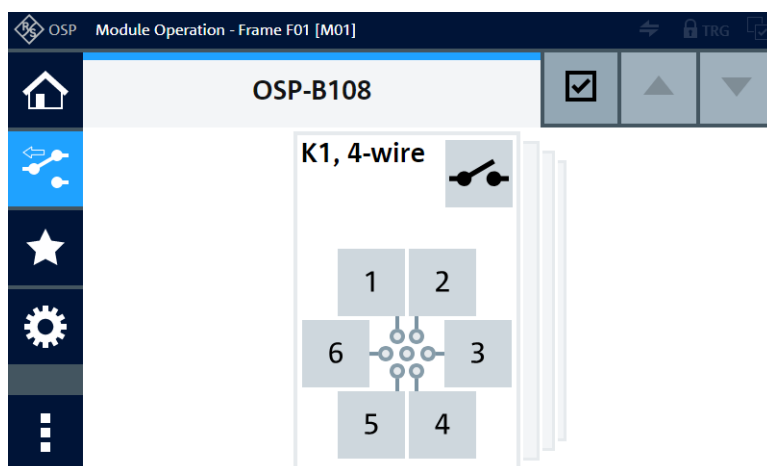 R&S OSP Module Operation - Frame F01 [M01] TRG
OSP-B108
K1, 4-wire
1 2
6 3
5 4